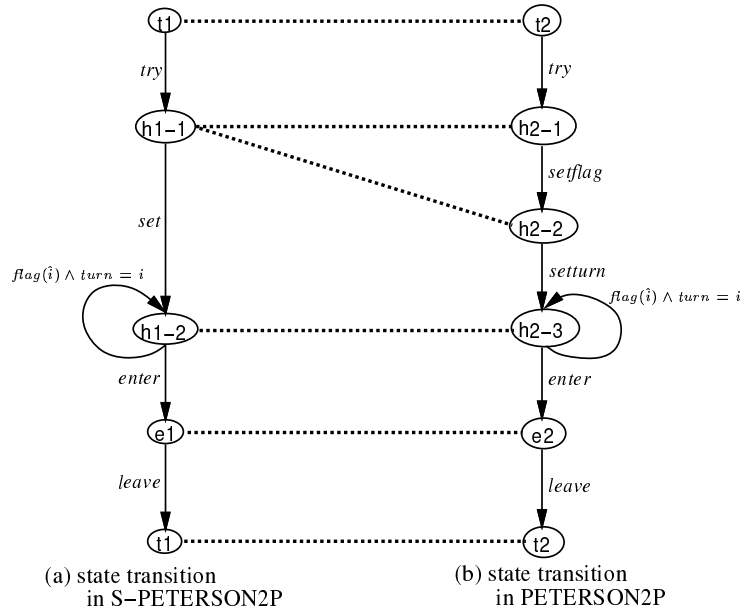 t1
t2
try
try
h1-1
h2-1
setflag
set
h2-2
setturn
flag(î) ∧ turn = i
flag(î) ∧ turn = i
h1-2
h2-3
enter
enter
e1
e2
leave
leave
t1
t2
(a) state transition
in S-PETERSON2P
(b) state transition
in PETERSON2P